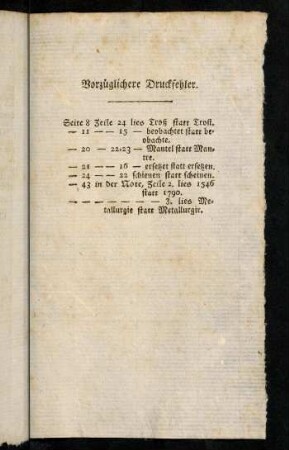 Vorzüglichere Druckfehler.
Seite 8 Zeile 24 lies Troß statt Trost.
— 11 — — 15 — beobachtet statt be-
obachte.
— 20 — 22.23 — Mantel statt Man-
tre.
— 21 — — 16 — ersetzet statt ersetzen.
— 24 — — 22 schienen statt scheinen.
— 43 in der Note, Zeile 2. lies 1546
statt 1790.
— — — — — — 3. lies Me-
tallurgie statt Metallurgir.